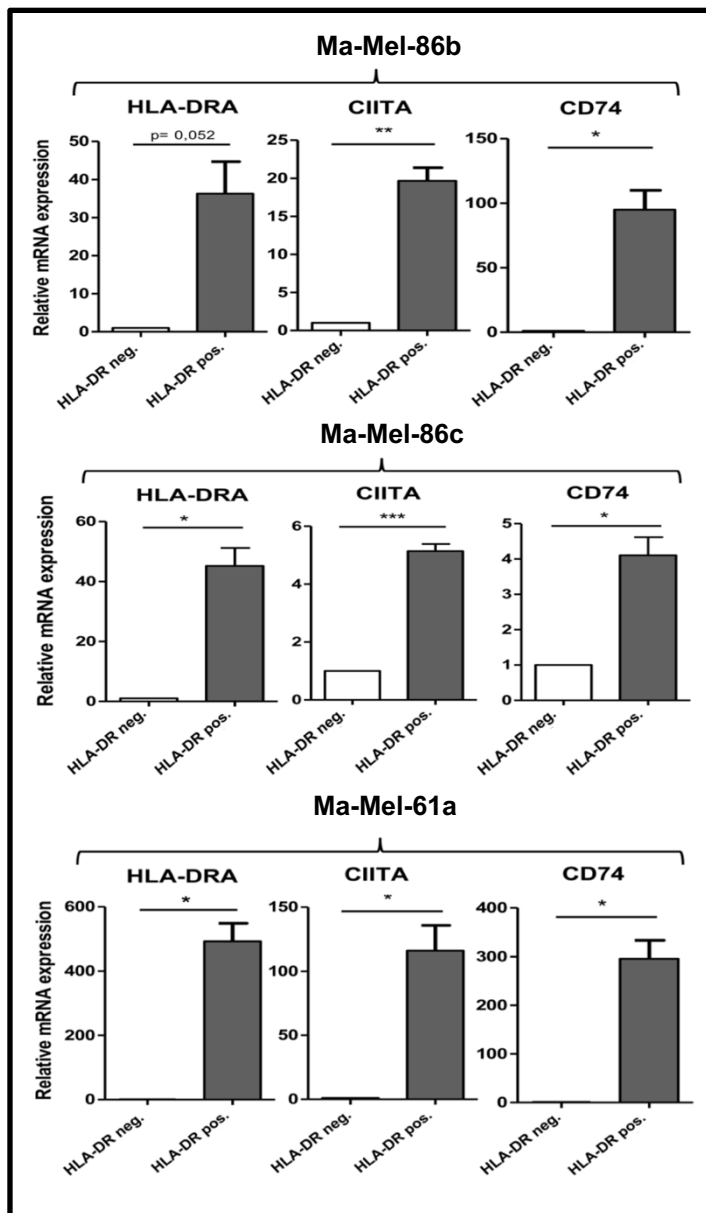 Ma-Mel-86b
HLA-DRA CIITA CD74
p= 0,052 ** *
Relative mRNA expression
50
40
30
20
10
0
25
20
15
10
5
0
150
100
50
0
HLA-DR neg. HLA-DR pos. HLA-DR neg. HLA-DR pos. HLA-DR neg. HLA-DR pos.
Ma-Mel-86c
HLA-DRA CIITA CD74
* *** *
Relative mRNA expression
60
40
20
0
6
4
2
0
5
4
3
2
1
0
HLA-DR neg. HLA-DR pos. HLA-DR neg. HLA-DR pos. HLA-DR neg. HLA-DR pos.
Ma-Mel-61a
HLA-DRA CIITA CD74
* * *
Relative mRNA expression
600
400
200
0
150
100
50
0
400
300
200
100
0
HLA-DR neg. HLA-DR pos. HLA-DR neg. HLA-DR pos. HLA-DR neg. HLA-DR pos.